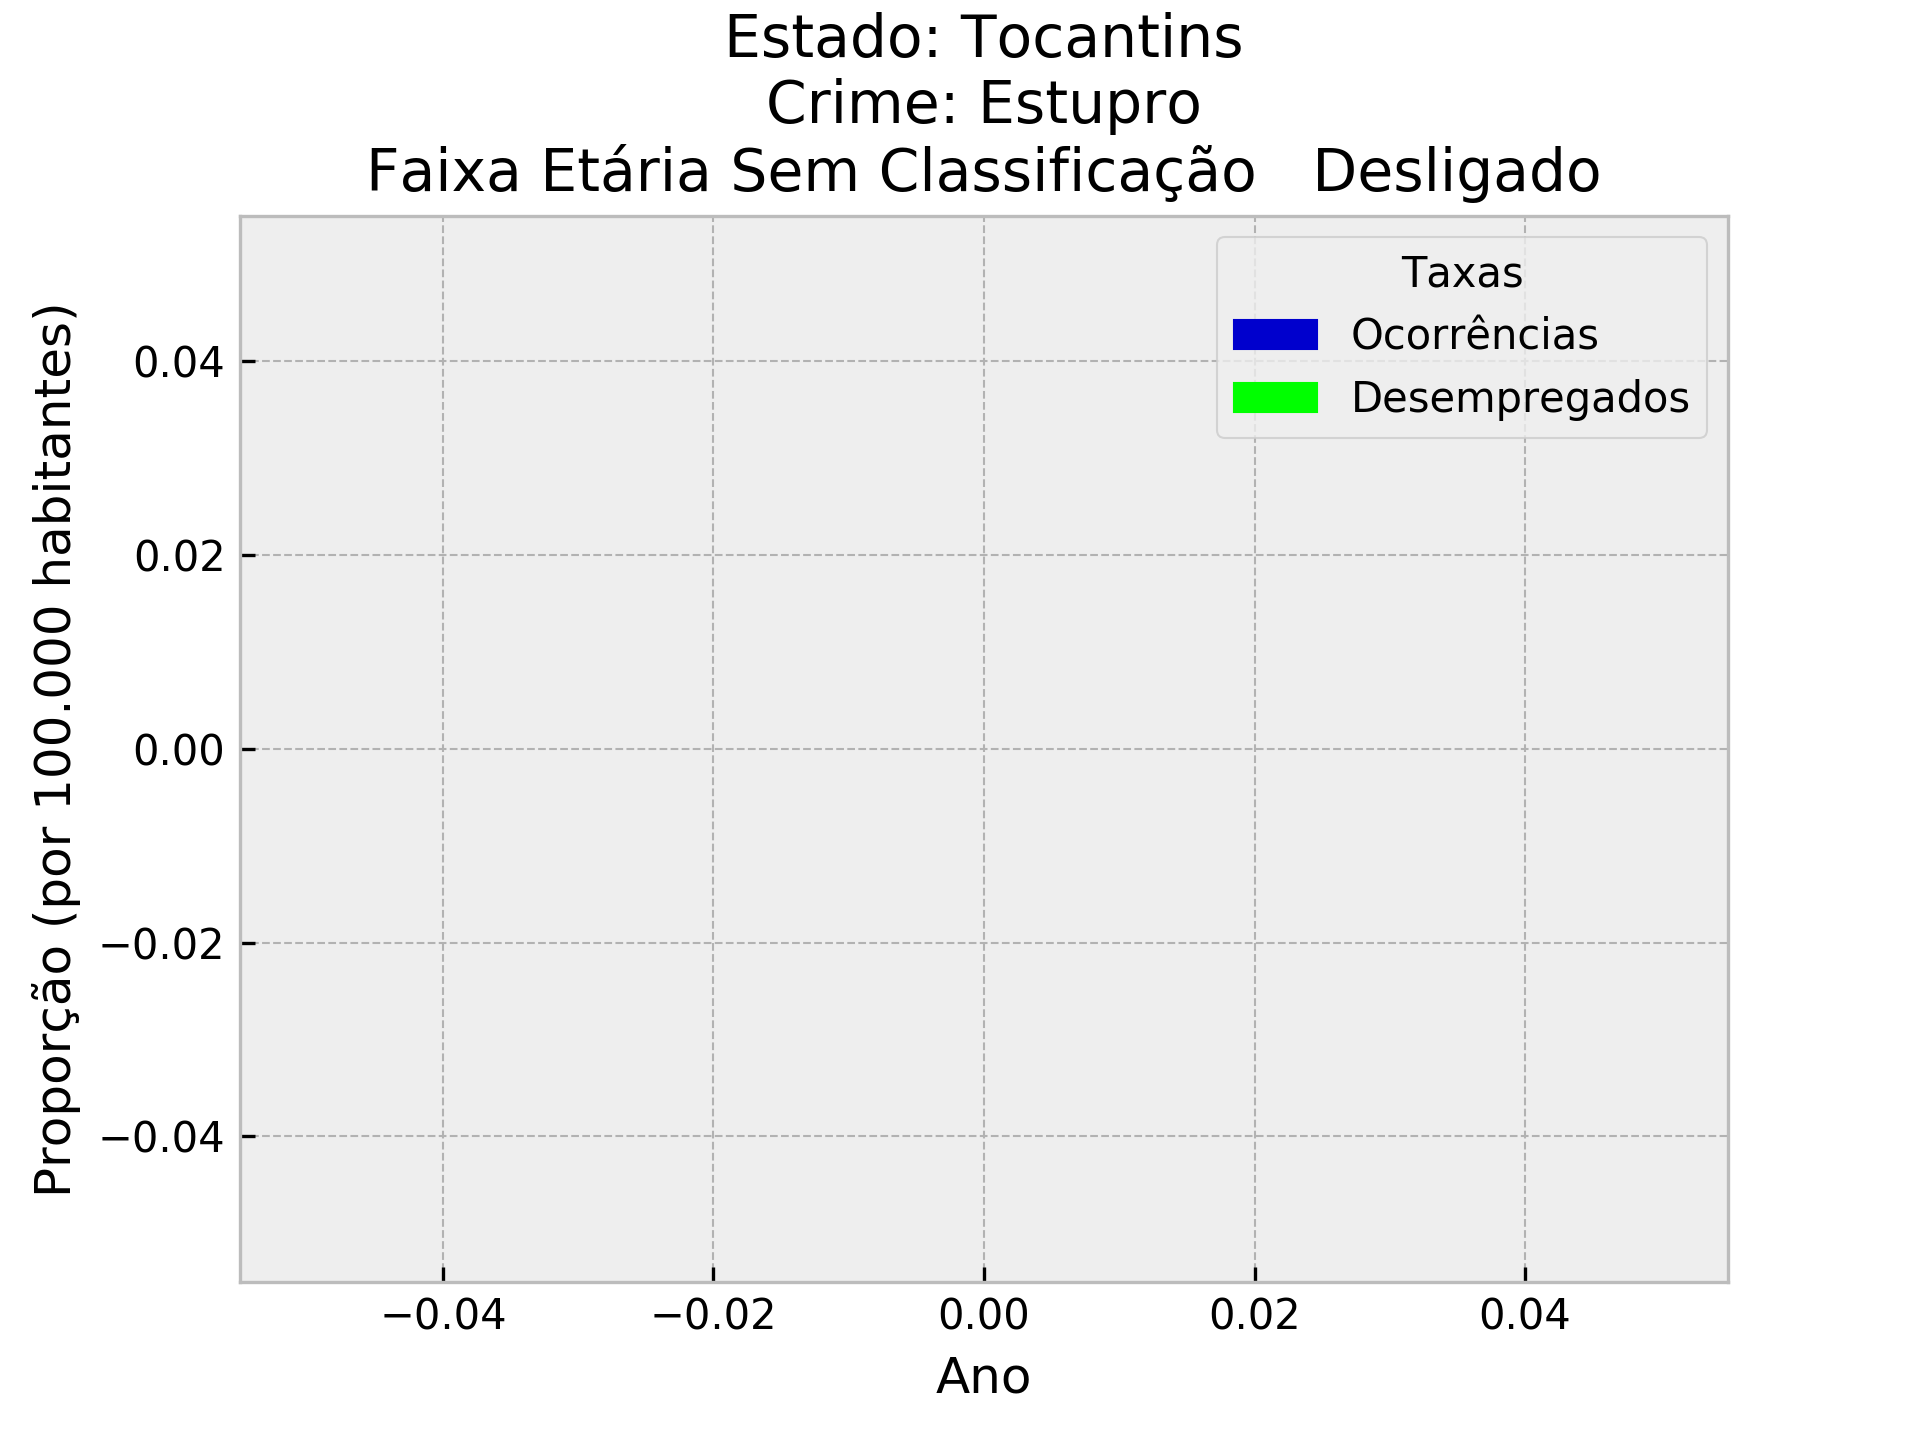 Estado: Tocantins
Crime: Estupro
Faixa Etária Sem Classificação   Desligado
Taxas
Ocorrências
Desempregados
Proporção (por 100.000 habitantes)
0.04
0.02
0.00
−0.02
−0.04
−0.04
−0.02
0.00
0.02
0.04
Ano